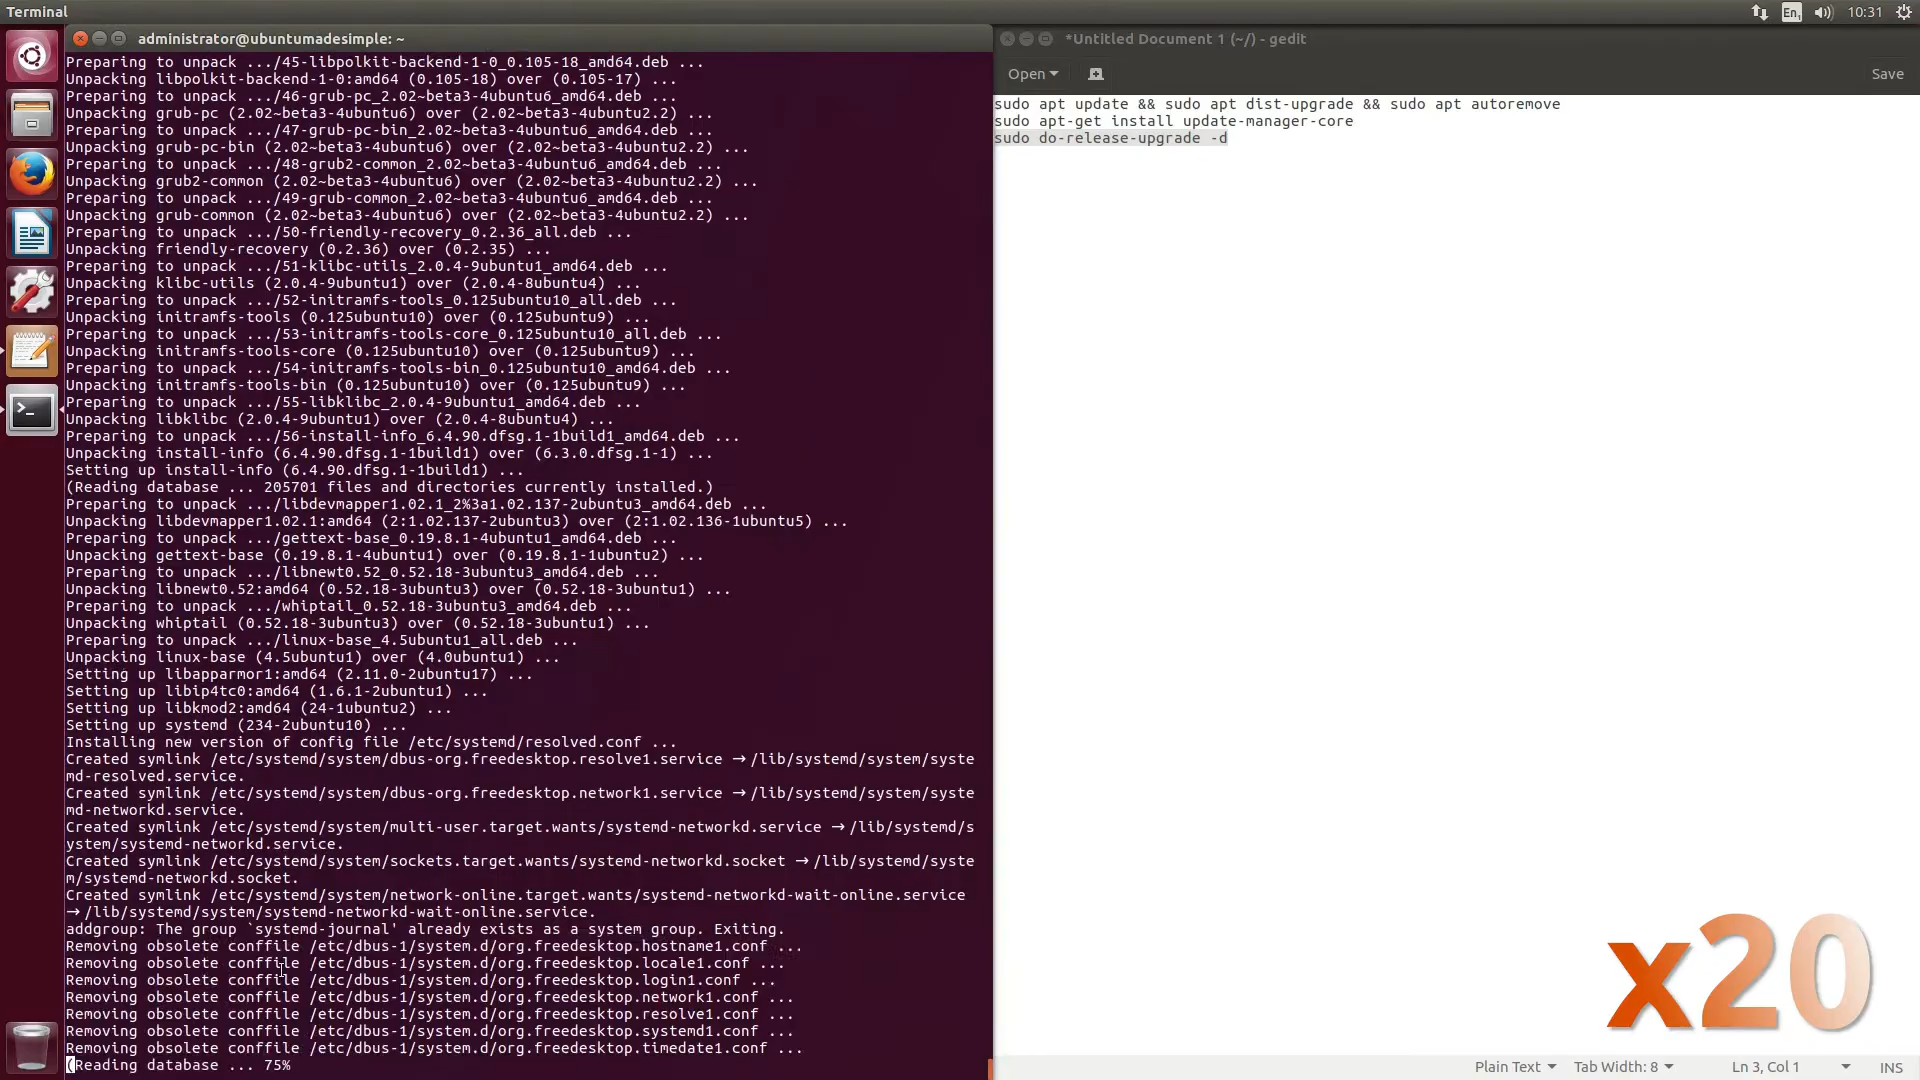 Terminal
En
10:31
administrator@ubuntumadesimple: ~
Preparing to unpack .../45-libpolkit-backend-1-0_0.105-18_amd64.deb ...
Unpacking libpolkit-backend-1-0:amd64 (0.105-18) over (0.105-17) ...
Preparing to unpack .../46-grub-pc_2.02~beta3-4ubuntu6_amd64.deb ...
Unpacking grub-pc (2.02~beta3-4ubuntu6) over (2.02~beta3-4ubuntu2.2) ...
Preparing to unpack .../47-grub-pc-bin_2.02~beta3-4ubuntu6_amd64.deb ...
Unpacking grub-pc-bin (2.02~beta3-4ubuntu6) over (2.02~beta3-4ubuntu2.2) ...
Preparing to unpack .../48-grub2-common_2.02~beta3-4ubuntu6_amd64.deb ...
Unpacking grub2-common (2.02~beta3-4ubuntu6) over (2.02~beta3-4ubuntu2.2) ...
Preparing to unpack .../49-grub-common_2.02~beta3-4ubuntu6_amd64.deb ...
Unpacking grub-common (2.02~beta3-4ubuntu6) over (2.02~beta3-4ubuntu2.2) ...
Preparing to unpack .../50-friendly-recovery_0.2.36_all.deb ...
Unpacking friendly-recovery (0.2.36) over (0.2.35) ...
Preparing to unpack .../51-klibc-utils_2.0.4-9ubuntu1_amd64.deb ...
Unpacking klibc-utils (2.0.4-9ubuntu1) over (2.0.4-8ubuntu4) ...
Preparing to unpack .../52-initramfs-tools_0.125ubuntu10_all.deb ...
Unpacking initramfs-tools (0.125ubuntu10) over (0.125ubuntu9) ...
Preparing to unpack .../53-initramfs-tools-core_0.125ubuntu10_all.deb ...
Unpacking initramfs-tools-core (0.125ubuntu10) over (0.125ubuntu9) ...
Preparing to unpack .../54-initramfs-tools-bin_0.125ubuntu10_amd64.deb ...
Unpacking initramfs-tools-bin (0.125ubuntu10) over (0.125ubuntu9) ...
Preparing to unpack .../55-libklibc_2.0.4-9ubuntu1_amd64.deb ...
Unpacking libklibc (2.0.4-9ubuntu1) over (2.0.4-8ubuntu4) ...
Preparing to unpack .../56-install-info_6.4.90.dfsg.1-1build1_amd64.deb ...
Unpacking install-info (6.4.90.dfsg.1-1build1) over (6.3.0.dfsg.1-1) ...
Setting up install-info (6.4.90.dfsg.1-1build1) ...
(Reading database ... 205701 files and directories currently installed.)
Preparing to unpack .../libdevmapper1.02.1_2%3a1.02.137-2ubuntu3_amd64.deb ...
Unpacking libdevmapper1.02.1:amd64 (2:1.02.137-2ubuntu3) over (2:1.02.136-1ubuntu5) ...
Preparing to unpack .../gettext-base_0.19.8.1-4ubuntu1_amd64.deb ...
Unpacking gettext-base (0.19.8.1-4ubuntu1) over (0.19.8.1-1ubuntu2) ...
Preparing to unpack .../libnewt0.52_0.52.18-3ubuntu3_amd64.deb ...
Unpacking libnewt0.52:amd64 (0.52.18-3ubuntu3) over (0.52.18-3ubuntu1) ...
Preparing to unpack .../whiptail_0.52.18-3ubuntu3_amd64.deb ...
Unpacking whiptail (0.52.18-3ubuntu3) over (0.52.18-3ubuntu1) ...
Preparing to unpack .../linux-base_4.5ubuntu1_all.deb ...
Unpacking linux-base (4.5ubuntu1) over (4.0ubuntu1) ...
Setting up libapparmor1:amd64 (2.11.0-2ubuntu17) ...
Setting up libip4tc0:amd64 (1.6.1-2ubuntu1) ...
Setting up libkmod2:amd64 (24-1ubuntu2) ...
Setting up systemd (234-2ubuntu10) ...
Installing new version of config file /etc/systemd/resolved.conf ...
Created symlink /etc/systemd/system/dbus-org.freedesktop.resolve1.service → /lib/systemd/system/syste
md-resolved.service.
Created symlink /etc/systemd/system/dbus-org.freedesktop.network1.service → /lib/systemd/system/syste
md-networkd.service.
Created symlink /etc/systemd/system/multi-user.target.wants/systemd-networkd.service → /lib/systemd/s
ystem/systemd-networkd.service.
Created symlink /etc/systemd/system/sockets.target.wants/systemd-networkd.socket → /lib/systemd/syste
m/systemd-networkd.socket.
Created symlink /etc/systemd/system/network-online.target.wants/systemd-networkd-wait-online.service
→ /lib/systemd/system/systemd-networkd-wait-online.service.
addgroup: The group `systemd-journal' already exists as a system group. Exiting.
Removing obsolete conffile /etc/dbus-1/system.d/org.freedesktop.hostname1.conf ...
Removing obsolete conffile /etc/dbus-1/system.d/org.freedesktop.locale1.conf ...
Removing obsolete conffile /etc/dbus-1/system.d/org.freedesktop.login1.conf ...
Removing obsolete conffile /etc/dbus-1/system.d/org.freedesktop.network1.conf ...
Removing obsolete conffile /etc/dbus-1/system.d/org.freedesktop.resolve1.conf ...
Removing obsolete conffile /etc/dbus-1/system.d/org.freedesktop.systemd1.conf ...
Removing obsolete conffile /etc/dbus-1/system.d/org.freedesktop.timedate1.conf ...
(Reading database ... 75%
*Untitled Document 1 (~/) - gedit
Open
Save
sudo apt update && sudo apt dist-upgrade && sudo apt autoremove
sudo apt-get install update-manager-core
sudo do-release-upgrade -d
x20
Plain Text
Tab Width: 8
Ln 3, Col 1
INS